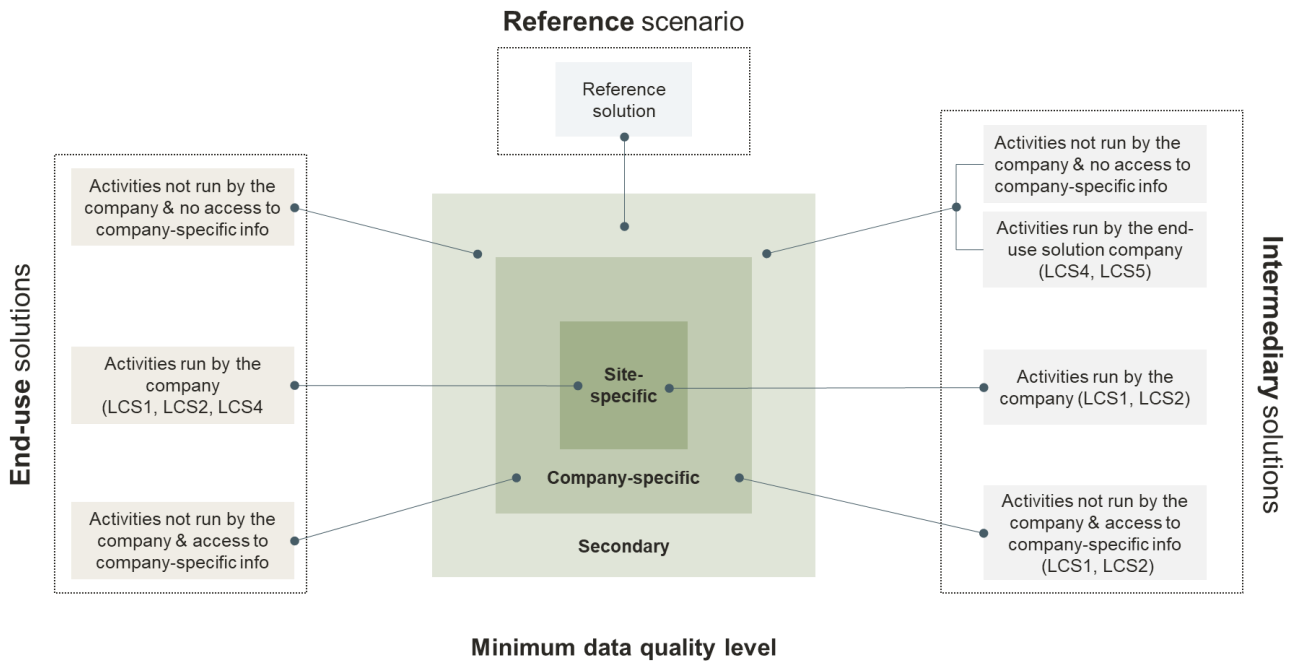 Reference scenario
Reference
solution
End-use solutions
Activities not run by the
company & no access to
company-specific info
Activities run by the
company
(LCS1, LCS2, LCS4
Activities not run by the
company & access to
company-specific info
Site-
specific
Company-specific
Secondary
Activities not run by the
company & no access to
company-specific info
Activities run by the end-
use solution company
(LCS4, LCS5)
Activities run by the
company (LCS1, LCS2)
Activities not run by the
company & access to
company-specific info
(LCS1, LCS2)
Intermediary solutions
Minimum data quality level